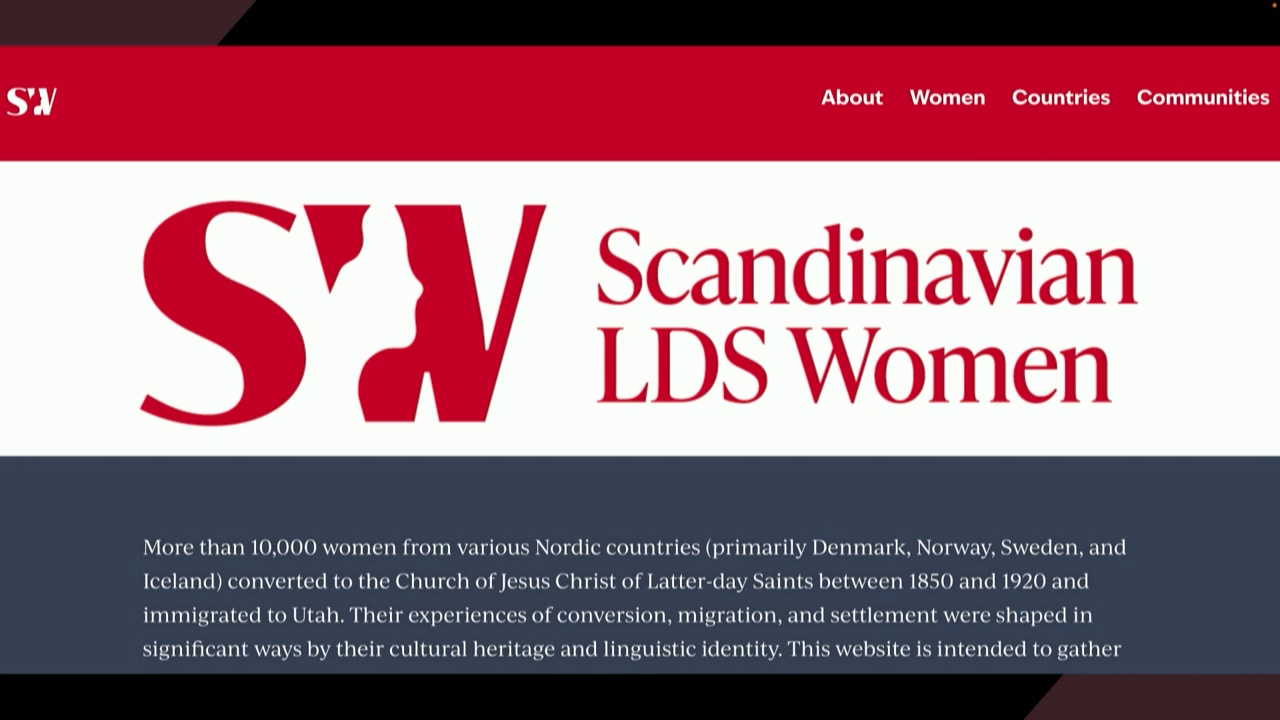 SW
About Women Countries Communities
SW
Scandinavian
LDS Women
More than 10,000 women from various Nordic countries (primarily Denmark, Norway, Sweden, and
Iceland) converted to the Church of Jesus Christ of Latter-day Saints between 1850 and 1920 and
immigrated to Utah. Their experiences of conversion, migration, and settlement were shaped in
significant ways by their cultural heritage and linguistic identity. This website is intended to gather